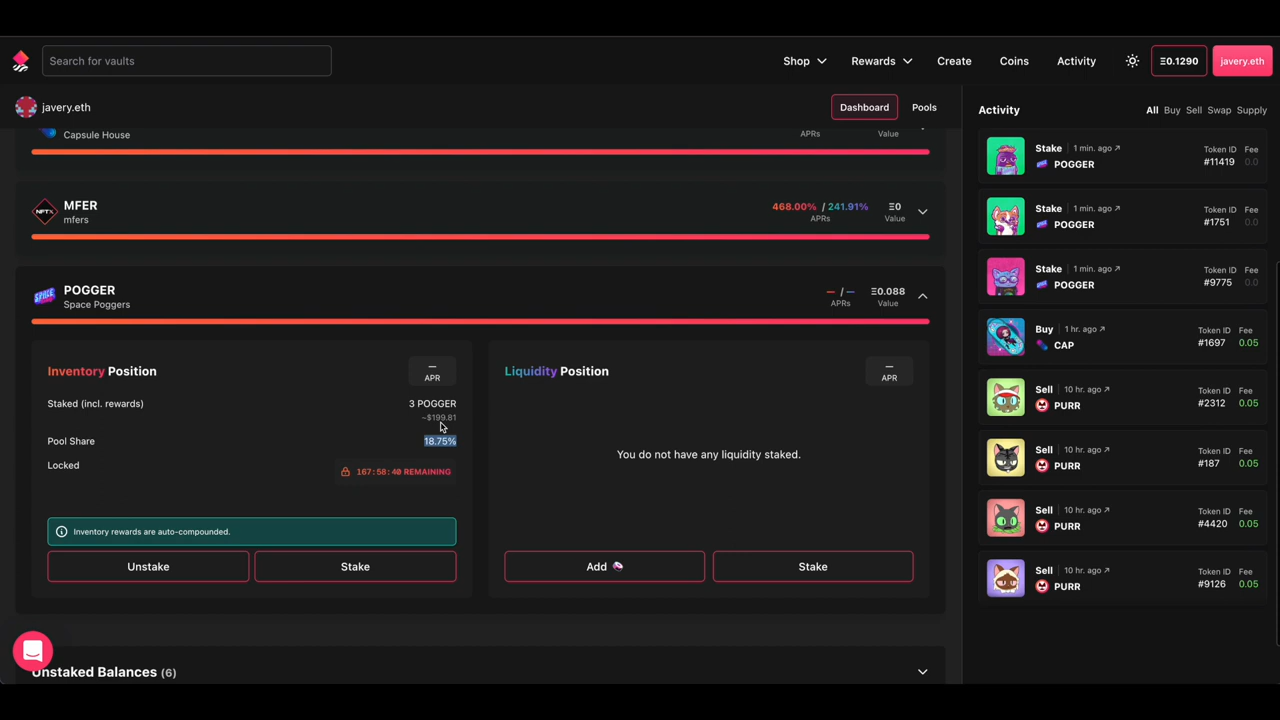 Search for vaults
Shop
Rewards
Create
Coins
Activity
Ξ0.1290
javery.eth
javery.eth
Dashboard
Pools
Capsule House
APRs
Value
MFER
mfers
468.00% / 241.91%
APRs
Ξ0
Value
NFTX
POGGER
Space Poggers
SPACE
— / —
APRs
Ξ0.088
Value
Inventory Position
—
APR
Staked (incl. rewards)
3 POGGER
~$199.81
Pool Share
18.75%
Locked
167:58:40 REMAINING
Inventory rewards are auto-compounded.
Unstake
Stake
Liquidity Position
—
APR
You do not have any liquidity staked.
Add
Stake
Unstaked Balances (6)
Activity
All Buy Sell Swap Supply
Stake | 1 min. ago ↗
POGGER
Token ID
#11419
Fee
0.0
Stake | 1 min. ago ↗
POGGER
Token ID
#1751
Fee
0.0
Stake | 1 min. ago ↗
POGGER
Token ID
#9775
Fee
0.0
Buy | 1 hr. ago ↗
CAP
Token ID
#1697
Fee
0.05
Sell | 10 hr. ago ↗
PURR
Token ID
#2312
Fee
0.05
Sell | 10 hr. ago ↗
PURR
Token ID
#187
Fee
0.05
Sell | 10 hr. ago ↗
PURR
Token ID
#4420
Fee
0.05
Sell | 10 hr. ago ↗
PURR
Token ID
#9126
Fee
0.05